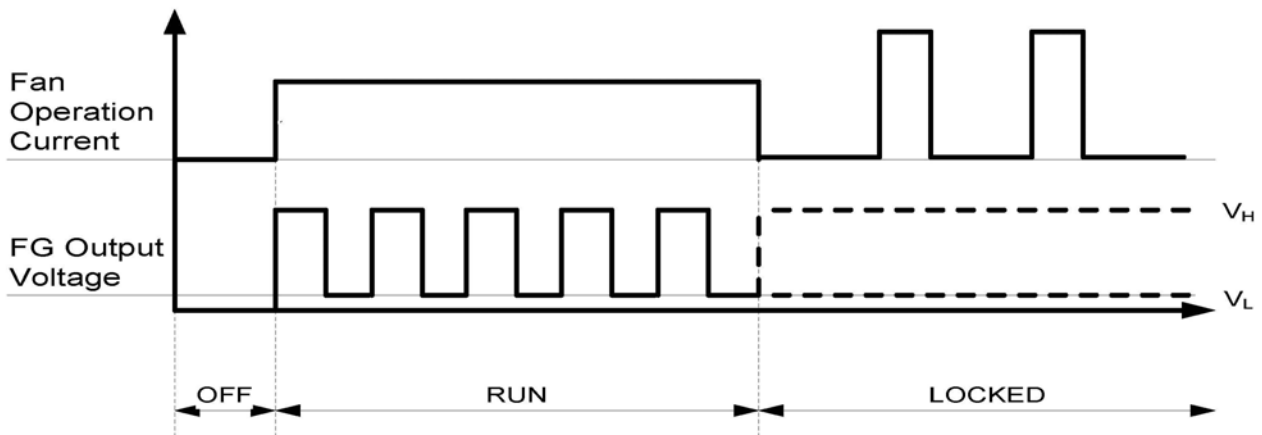 Fan
Operation
Current
FG Output
Voltage
VH
VL
OFF
RUN
LOCKED